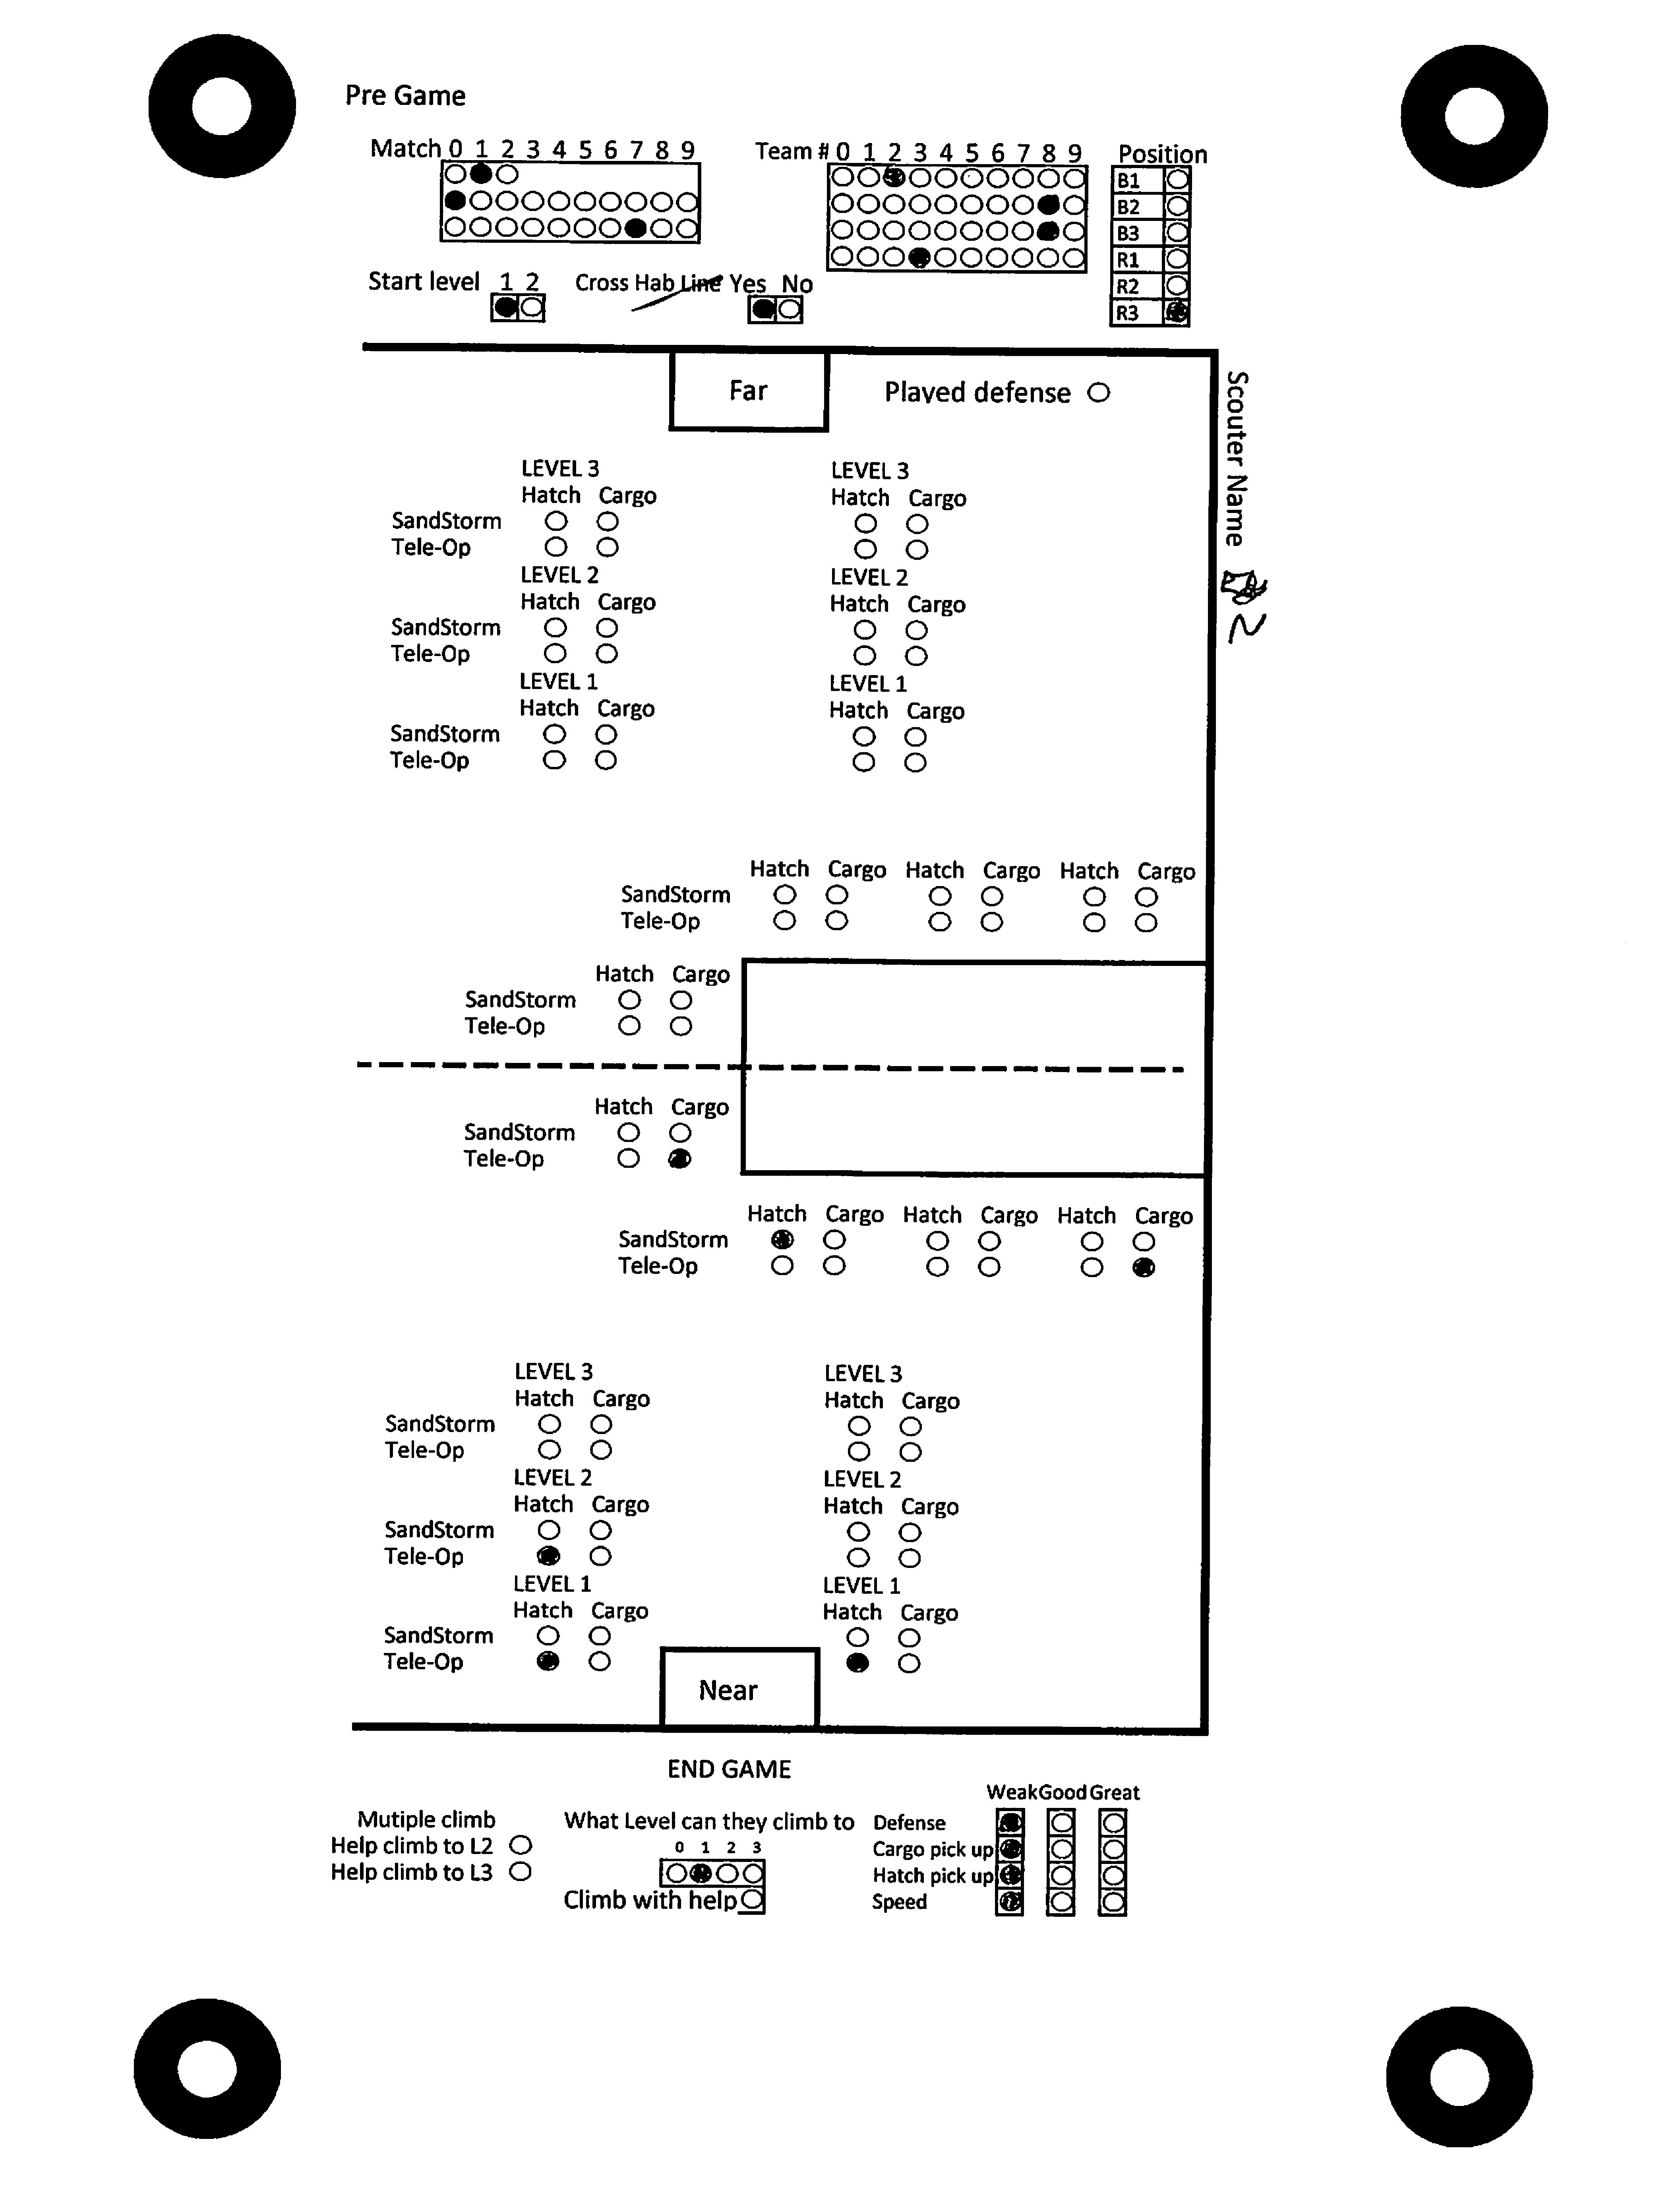 Pre Game
Match 0 1 2 3 4 5 6 7 8 9
Team # 0 1 2 3 4 5 6 7 8 9
Position
B1
B2
B3
R1
R2
R3
Start level 1 2
Cross Hab Line Yes No
Far
Played defense
Scouter Name
LEVEL 3 LEVEL 3
Hatch Cargo Hatch Cargo
SandStorm
Tele-Op
LEVEL 2 LEVEL 2
Hatch Cargo Hatch Cargo
SandStorm
Tele-Op
LEVEL 1 LEVEL 1
Hatch Cargo Hatch Cargo
SandStorm
Tele-Op
Hatch Cargo Hatch Cargo Hatch Cargo
SandStorm
Tele-Op
Hatch Cargo
SandStorm
Tele-Op
Hatch Cargo
SandStorm
Tele-Op
Hatch Cargo Hatch Cargo Hatch Cargo
SandStorm
Tele-Op
LEVEL 3 LEVEL 3
Hatch Cargo Hatch Cargo
SandStorm
Tele-Op
LEVEL 2 LEVEL 2
Hatch Cargo Hatch Cargo
SandStorm
Tele-Op
LEVEL 1 LEVEL 1
Hatch Cargo Hatch Cargo
SandStorm
Tele-Op
Near
END GAME
Mutiple climb
Help climb to L2
Help climb to L3
What Level can they climb to
0 1 2 3
Climb with help
Weak Good Great
Defense
Cargo pick up
Hatch pick up
Speed